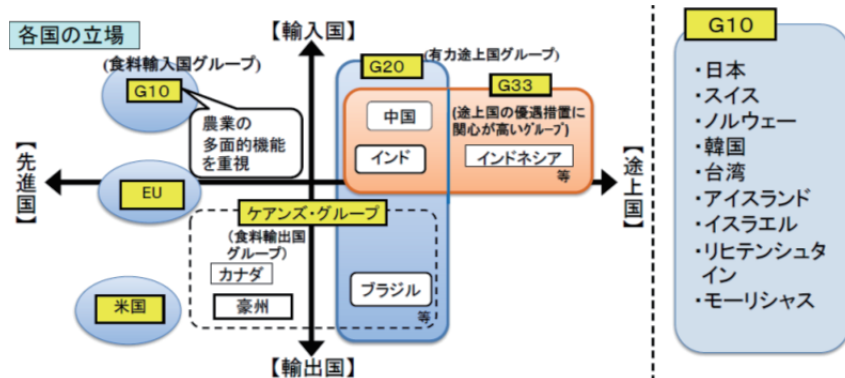 各国の立場
【輸入国】
(食料輸入国グループ)
G10
農業の
多面的機能
を重視
(有力途上国グループ)
G20
G33
中国
(途上国の優遇措置に
関心が高いグループ)
インド
インドネシア
等
【先進国】
【途上国】
EU
ケアンズ・グループ
(食料輸出国
グループ)
カナダ
豪州
ブラジル
等
米国
【輸出国】
G10
・日本
・スイス
・ノルウェー
・韓国
・台湾
・アイスランド
・イスラエル
・リヒテンシュタ
イン
・モーリシャス